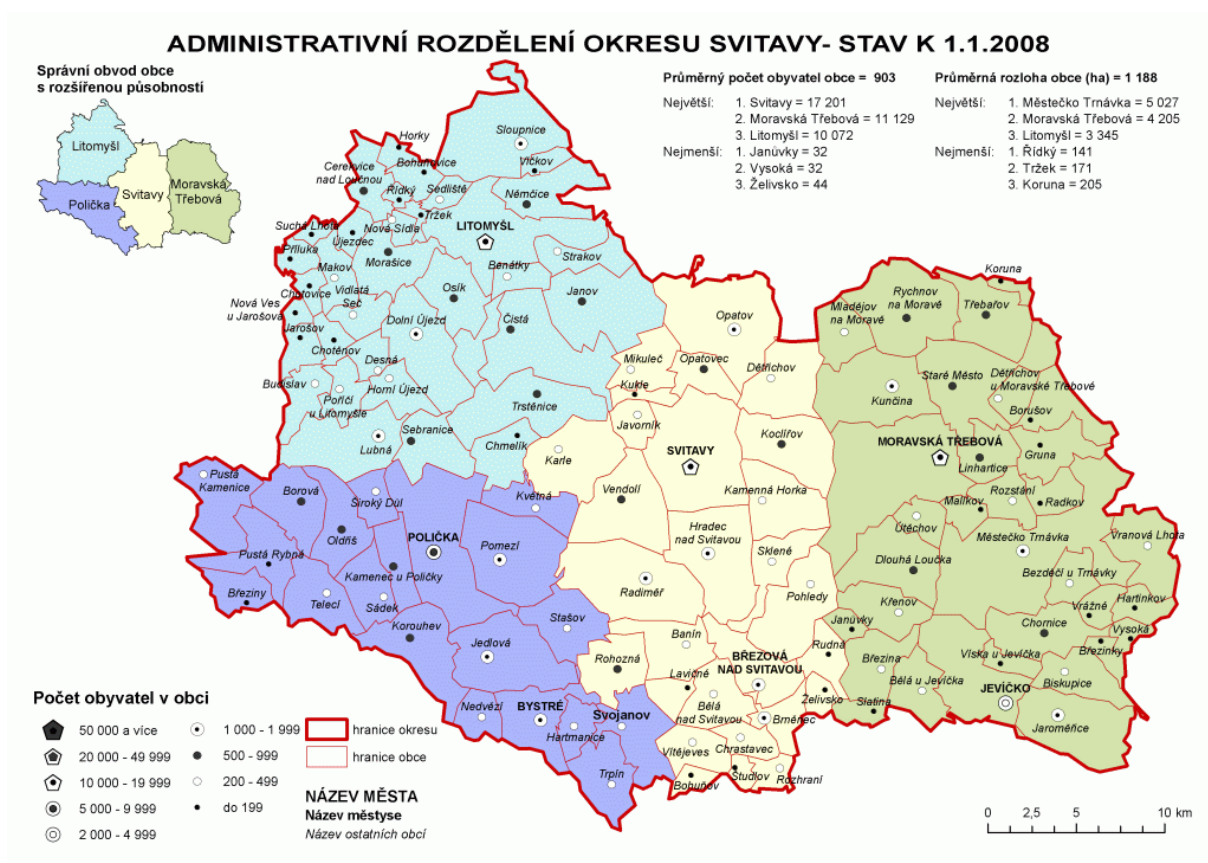 ADMINISTRATIVNÍ ROZDĚLENÍ OKRESU SVITAVY- STAV K 1.1.2008
Správní obvod obce
s rozšířenou působností
Litomyšl
Svitavy
Moravská
Třebová
Polička
Průměrný počet obyvatel obce = 903
Největší: 1. Svitavy = 17 201
2. Moravská Třebová = 11 129
3. Litomyšl = 10 072
Nejmenší: 1. Janůvky = 32
2. Vysoká = 32
3. Želivsko = 44
Průměrná rozloha obce (ha) = 1 188
Největší: 1. Městečko Trnávka = 5 027
2. Moravská Třebová = 4 205
3. Litomyšl = 3 345
Nejmenší: 1. Řídký = 141
2. Tržek = 171
3. Koruna = 205
Horky
Sloupnice
Bohuňovice
Vlčkov
Cerekvice
nad Loučnou
Řídký
Sedliště
Němčice
Tržek
Nová Sídla
Suchá Lhota
Újezdec
LITOMYŠL
Příluka
Morašice
Strakov
Makov
Benátky
Chotovice
Vidlatá
Seč
Osík
Janov
Nová Ves
u Jarošova
Dolní Újezd
Čistá
Jarošov
Chotěnov
Desná
Budislav
Horní Újezd
Poříčí
u Litomyšle
Trstěnice
Sebranice
Lubná
Chmelík
Opatov
Mikuleč
Opatovec
Dětřichov
Kukle
Javorník
Koclířov
Karle
SVITAVY
Vendolí
Kamenná Horka
Květná
Hradec
nad Svitavou
Sklené
Radiměř
Pohledy
Banín
Rohozná
BŘEZOVÁ
NAD SVITAVOU
Rudná
Lavičné
Želivsko
Bělá
nad Svitavou
Brněnec
Vítějeves
Chrastavec
Bohuňov
Študlov
Rozhraní
Koruna
Mladějov
na Moravě
Rychnov
na Moravě
Třebařov
Staré Město
Dětřichov
u Moravské Třebové
Kunčina
Borušov
MORAVSKÁ TŘEBOVÁ
Linhartice
Gruna
Rozstání
Malíkov
Radkov
Útěchov
Městečko Trnávka
Vranová Lhota
Dlouhá Loučka
Bezděčí u Trnávky
Křenov
Hartinkov
Vrážné
Janůvky
Chornice
Vysoká
Březinky
Březina
Víska u Jevíčka
Bělá u Jevíčka
Biskupice
JEVÍČKO
Slatina
Jaroměřice
Pustá
Kamenice
Borová
Široký Důl
Oldřiš
POLIČKA
Pomezí
Pustá Rybná
Kamenec u Poličky
Březiny
Telecí
Sádek
Korouhev
Stašov
Jedlová
Nedvězí
BYSTRÉ
Svojanov
Hartmanice
Trpín
Počet obyvatel v obci
50 000 a více
20 000 - 49 999
10 000 - 19 999
5 000 - 9 999
2 000 - 4 999
1 000 - 1 999
500 - 999
200 - 499
do 199
hranice okresu
hranice obce
NÁZEV MĚSTA
Název městyse
Název ostatních obcí
0 2,5 5 10 km